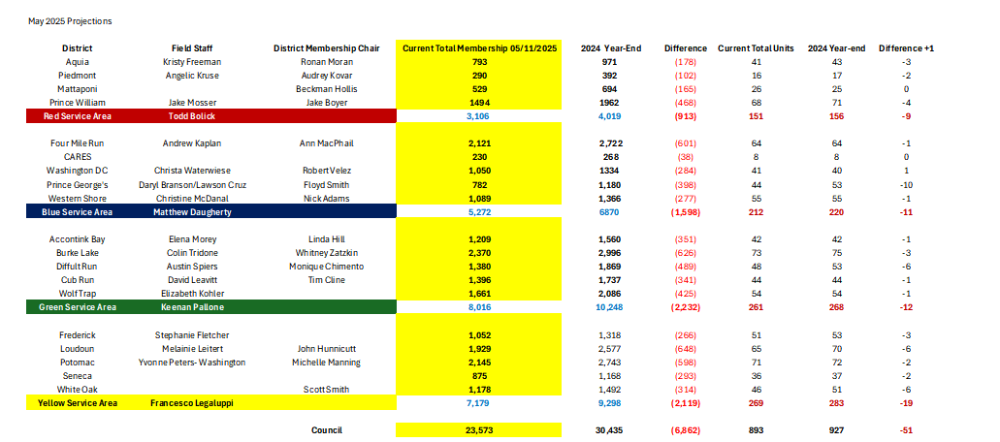 May 2025 Projections
District Field Staff District Membership Chair Current Total Membership 05/11/2025 2024 Year-End Difference Current Total Units 2024 Year-end Difference +1
Aquia Kristy Freeman Ronan Moran 793 971 (178) 41 43 -3
Piedmont Angelic Kruse Audrey Kovar 290 392 (102) 16 17 -2
Mattaponi Beckman Hollis 529 694 (165) 26 25 0
Prince William Jake Mosser Jake Boyer 1494 1962 (468) 68 71 -4
Red Service Area Todd Bolick 3,106 4,019 (913) 151 156 -9
Four Mile Run Andrew Kaplan Ann MacPhail 2,121 2,722 (601) 64 64 -1
CARES 230 268 (38) 8 8 0
Washington DC Christa Waterwiese Robert Velez 1,050 1334 (284) 41 40 1
Prince George's Daryl Branson/Lawson Cruz Floyd Smith 782 1,180 (398) 44 53 -10
Western Shore Christine McDanal Nick Adams 1,089 1,366 (277) 55 55 -1
Blue Service Area Matthew Daugherty 5,272 6870 (1,598) 212 220 -11
Accontink Bay Elena Morey Linda Hill 1,209 1,560 (351) 42 42 -1
Burke Lake Colin Tridone Whitney Zatzkin 2,370 2,996 (626) 73 75 -3
Diffult Run Austin Spiers Monique Chimento 1,380 1,869 (489) 48 53 -6
Cub Run David Leavitt Tim Cline 1,396 1,737 (341) 44 44 -1
Wolf Trap Elizabeth Kohler 1,661 2,086 (425) 54 54 -1
Green Service Area Keenan Pallone 8,016 10,248 (2,232) 261 268 -12
Frederick Stephanie Fletcher 1,052 1,318 (266) 51 53 -3
Loudoun Melainie Leitert John Hunnicutt 1,929 2,577 (648) 65 70 -6
Potomac Yvonne Peters- Washington Michelle Manning 2,145 2,743 (598) 71 72 -2
Seneca 875 1,168 (293) 36 37 -2
White Oak Scott Smith 1,178 1,492 (314) 46 51 -6
Yellow Service Area Francesco Legaluppi 7,179 9,298 (2,119) 269 283 -19
Council 23,573 30,435 (6,862) 893 927 -51